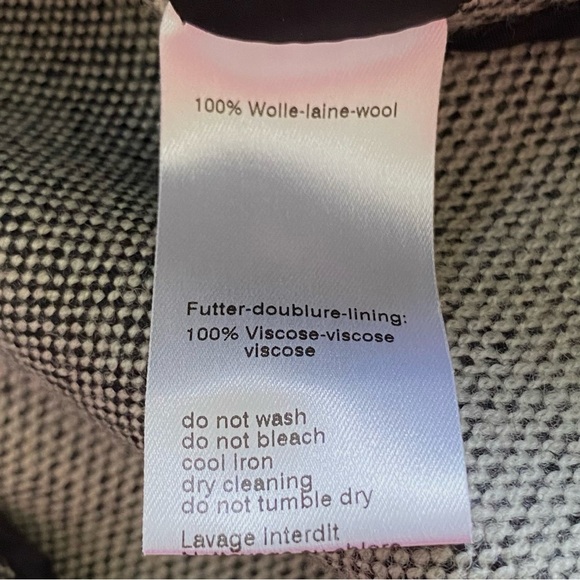 100% Wolle-laine-wool
Futter-doublure-lining:
100% Viscose-viscose
viscose
do not wash
do not bleach
cool Iron
dry cleaning
do not tumble dry
Lavage Interdit